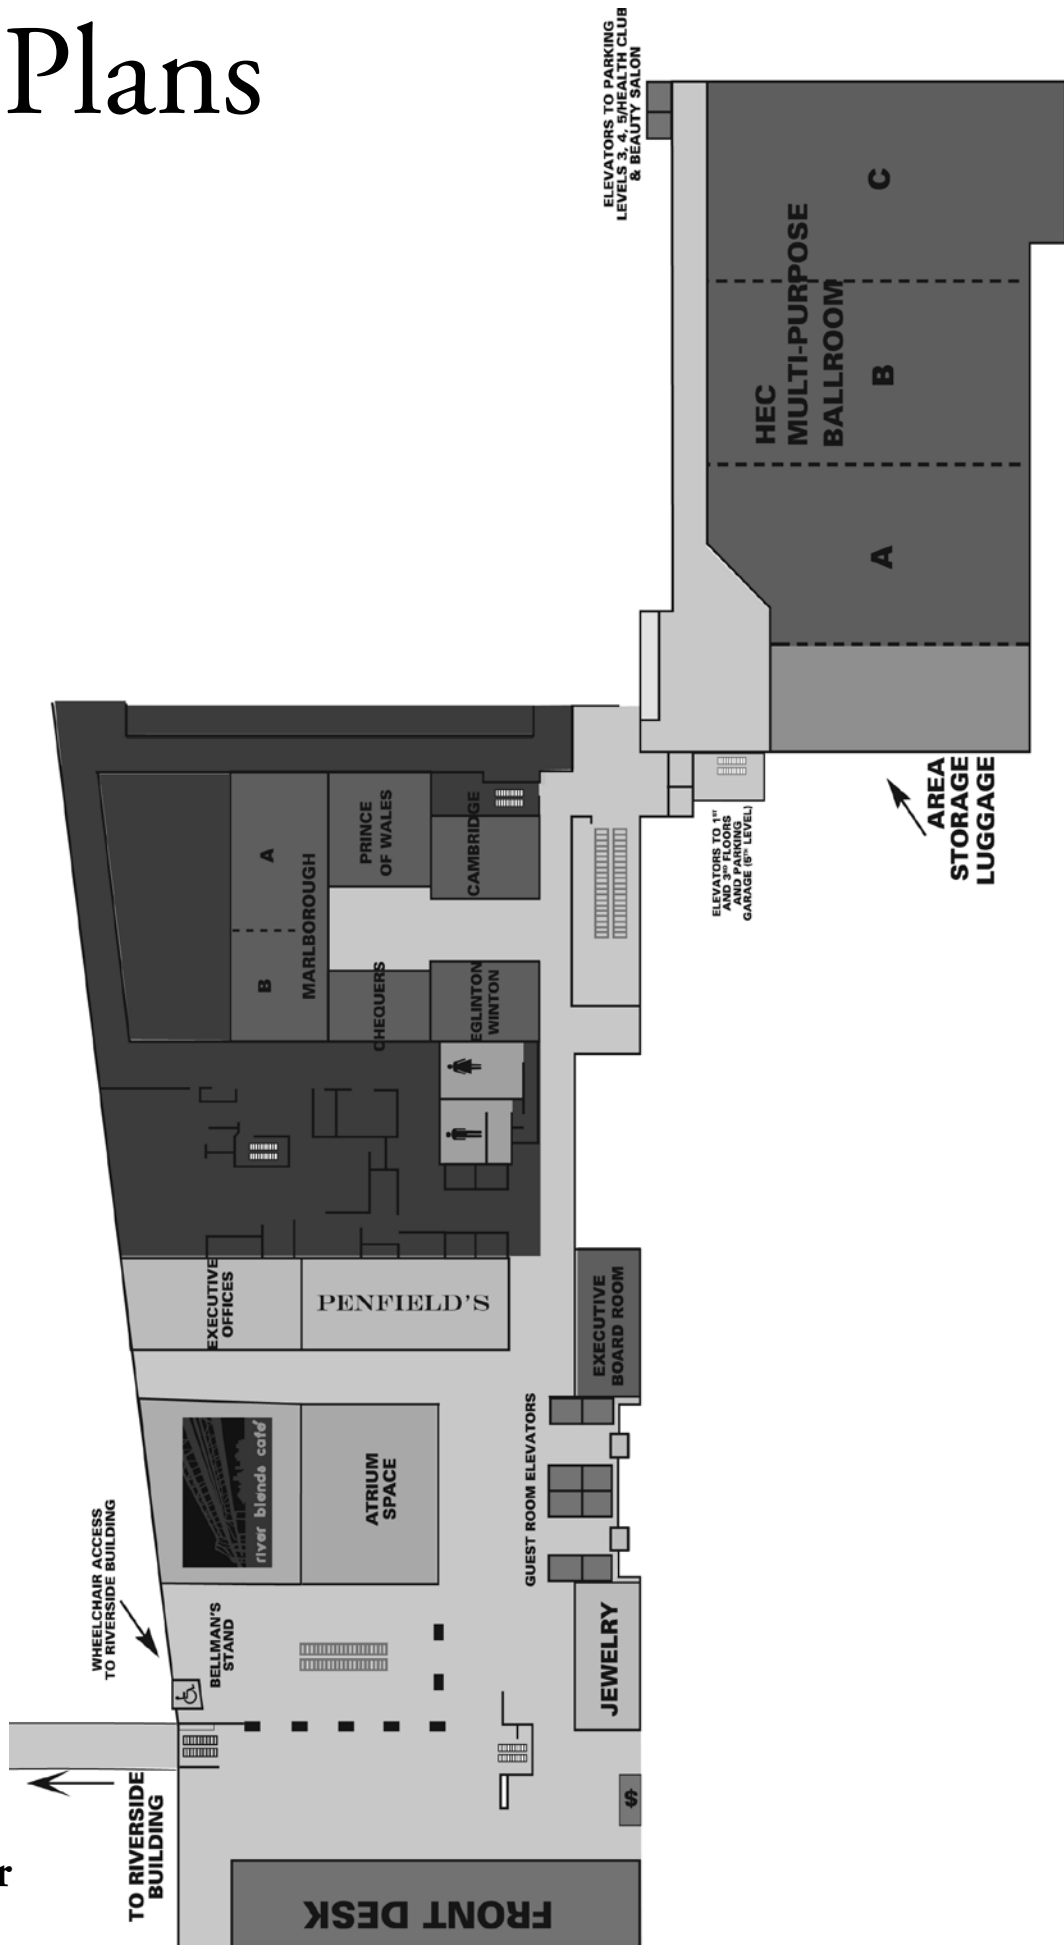 Plans
ELEVATORS TO PARKING
LEVELS 3, 4, 5/HEALTH CLUB
& BEAUTY SALON
C
HEC
MULTI-PURPOSE
BALLROOM
B
A
AREA
STORAGE
LUGGAGE
ELEVATORS TO 1ST
AND 3RD FLOORS
AND PARKING
GARAGE (5TH LEVEL)
PRINCE
OF WALES
CAMBRIDGE
A
MARLBOROUGH
B
CHEQUERS
EGLINTON
WINTON
EXECUTIVE
OFFICES
PENFIELD'S
EXECUTIVE
BOARD ROOM
GUEST ROOM ELEVATORS
river blends café
ATRIUM
SPACE
WHEELCHAIR ACCESS
TO RIVERSIDE BUILDING
BELLMAN'S
STAND
JEWELRY
TO RIVERSIDE
BUILDING
$
r
FRONT DESK